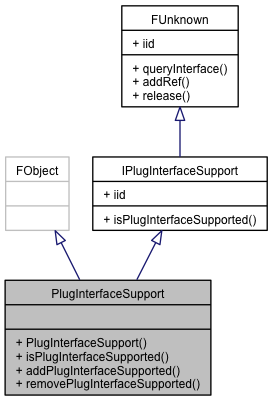 FUnknown
+ iid
+ queryInterface()
+ addRef()
+ release()
FObject
IPlugInterfaceSupport
+ iid
+ isPlugInterfaceSupported()
PlugInterfaceSupport
+ PlugInterfaceSupport()
+ isPlugInterfaceSupported()
+ addPlugInterfaceSupported()
+ removePlugInterfaceSupported()